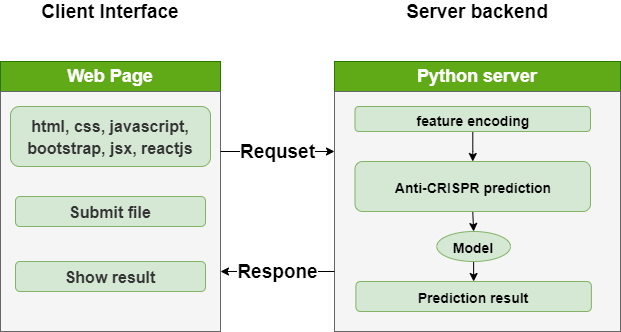 Client Interface
Server backend
Web Page
html, css, javascript,
bootstrap, jsx, reactjs
Submit file
Show result
Requset
Respone
Python server
feature encoding
Anti-CRISPR prediction
Model
Prediction result